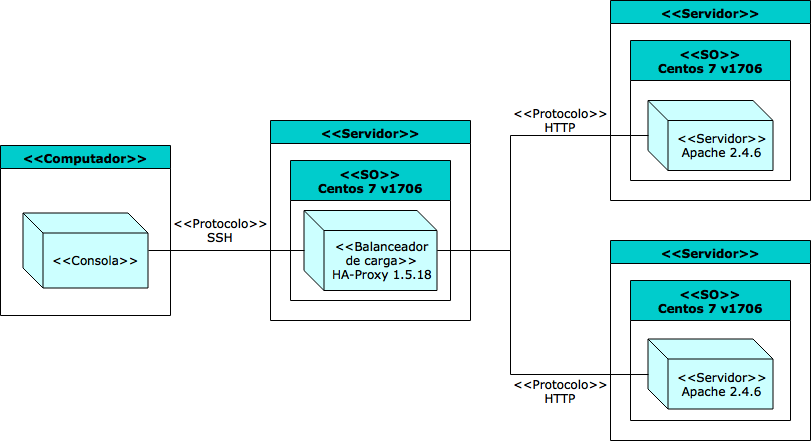 <<Computador>>
<<Consola>>
<<Protocolo>>
SSH
<<Servidor>>
<<SO>>
Centos 7 v1706
<<Balanceador
de carga>>
HA-Proxy 1.5.18
<<Protocolo>>
HTTP
<<Servidor>>
<<SO>>
Centos 7 v1706
<<Servidor>>
Apache 2.4.6
<<Protocolo>>
HTTP
<<Servidor>>
<<SO>>
Centos 7 v1706
<<Servidor>>
Apache 2.4.6